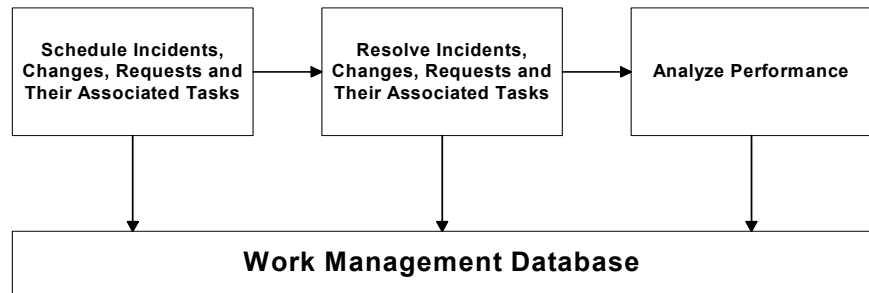 Schedule Incidents,
Changes, Requests and
Their Associated Tasks
Resolve Incidents,
Changes, Requests and
Their Associated Tasks
Analyze Performance
Work Management Database